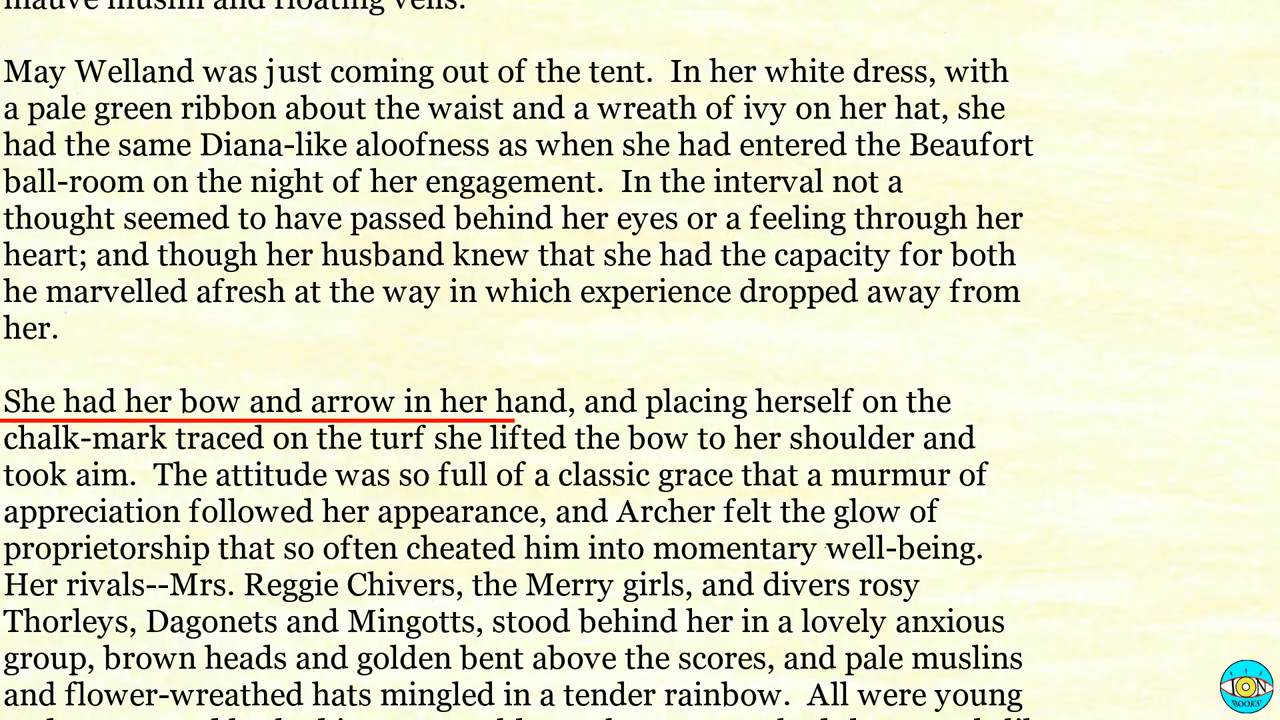 mauve muslin and floating veils.
May Welland was just coming out of the tent.  In her white dress, with
a pale green ribbon about the waist and a wreath of ivy on her hat, she
had the same Diana-like aloofness as when she had entered the Beaufort
ball-room on the night of her engagement.  In the interval not a
thought seemed to have passed behind her eyes or a feeling through her
heart; and though her husband knew that she had the capacity for both
he marvelled afresh at the way in which experience dropped away from
her.
She had her bow and arrow in her hand, and placing herself on the
chalk-mark traced on the turf she lifted the bow to her shoulder and
took aim.  The attitude was so full of a classic grace that a murmur of
appreciation followed her appearance, and Archer felt the glow of
proprietorship that so often cheated him into momentary well-being.
Her rivals--Mrs. Reggie Chivers, the Merry girls, and divers rosy
Thorleys, Dagonets and Mingotts, stood behind her in a lovely anxious
group, brown heads and golden bent above the scores, and pale muslins
and flower-wreathed hats mingled in a tender rainbow.  All were young
ION
BOOKS